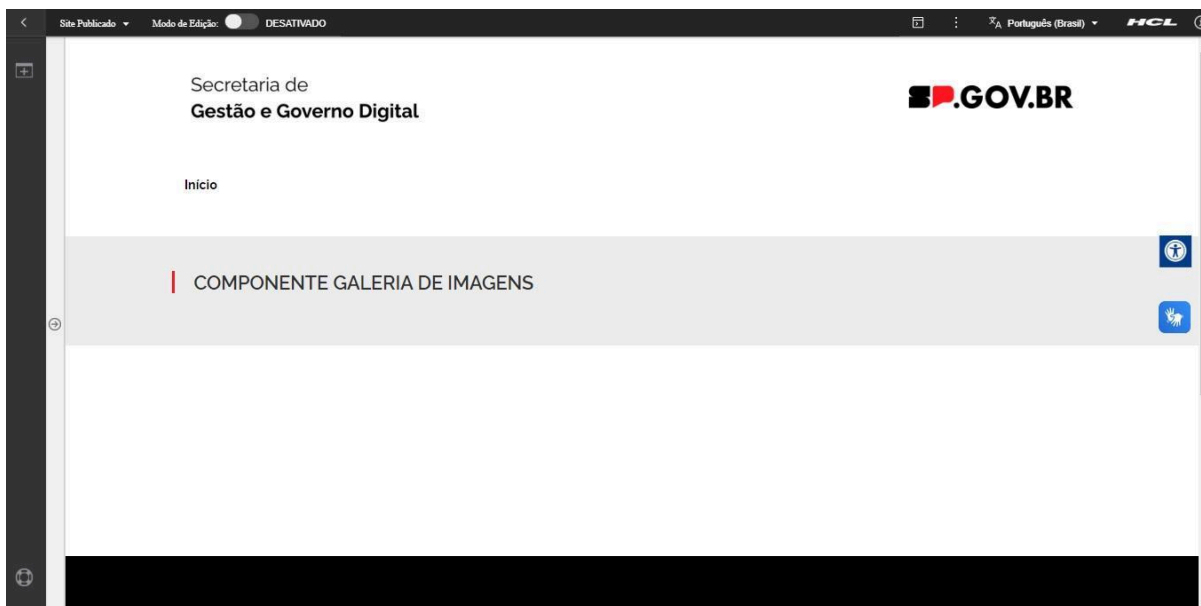 Site Publicado Modo de Edição: DESATIVADO Português (Brasil) HCL
Secretaria de
Gestão e Governo Digital
SP.GOV.BR
Início
COMPONENTE GALERIA DE IMAGENS